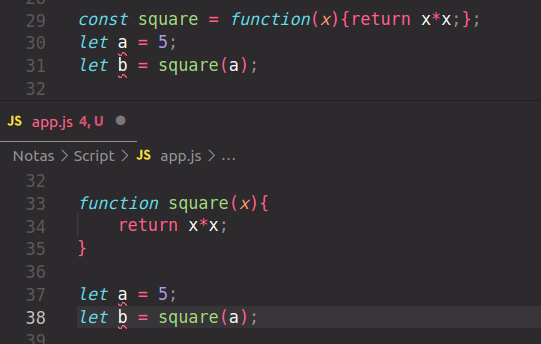 29 const square = function(x){return x*x;};
30 let a = 5;
31 let b = square(a);
32
JS app.js 4, U ●
Notas > Script > JS app.js > ...
32
33 function square(x){
34     return x*x;
35 }
36
37 let a = 5;
38 let b = square(a);
39